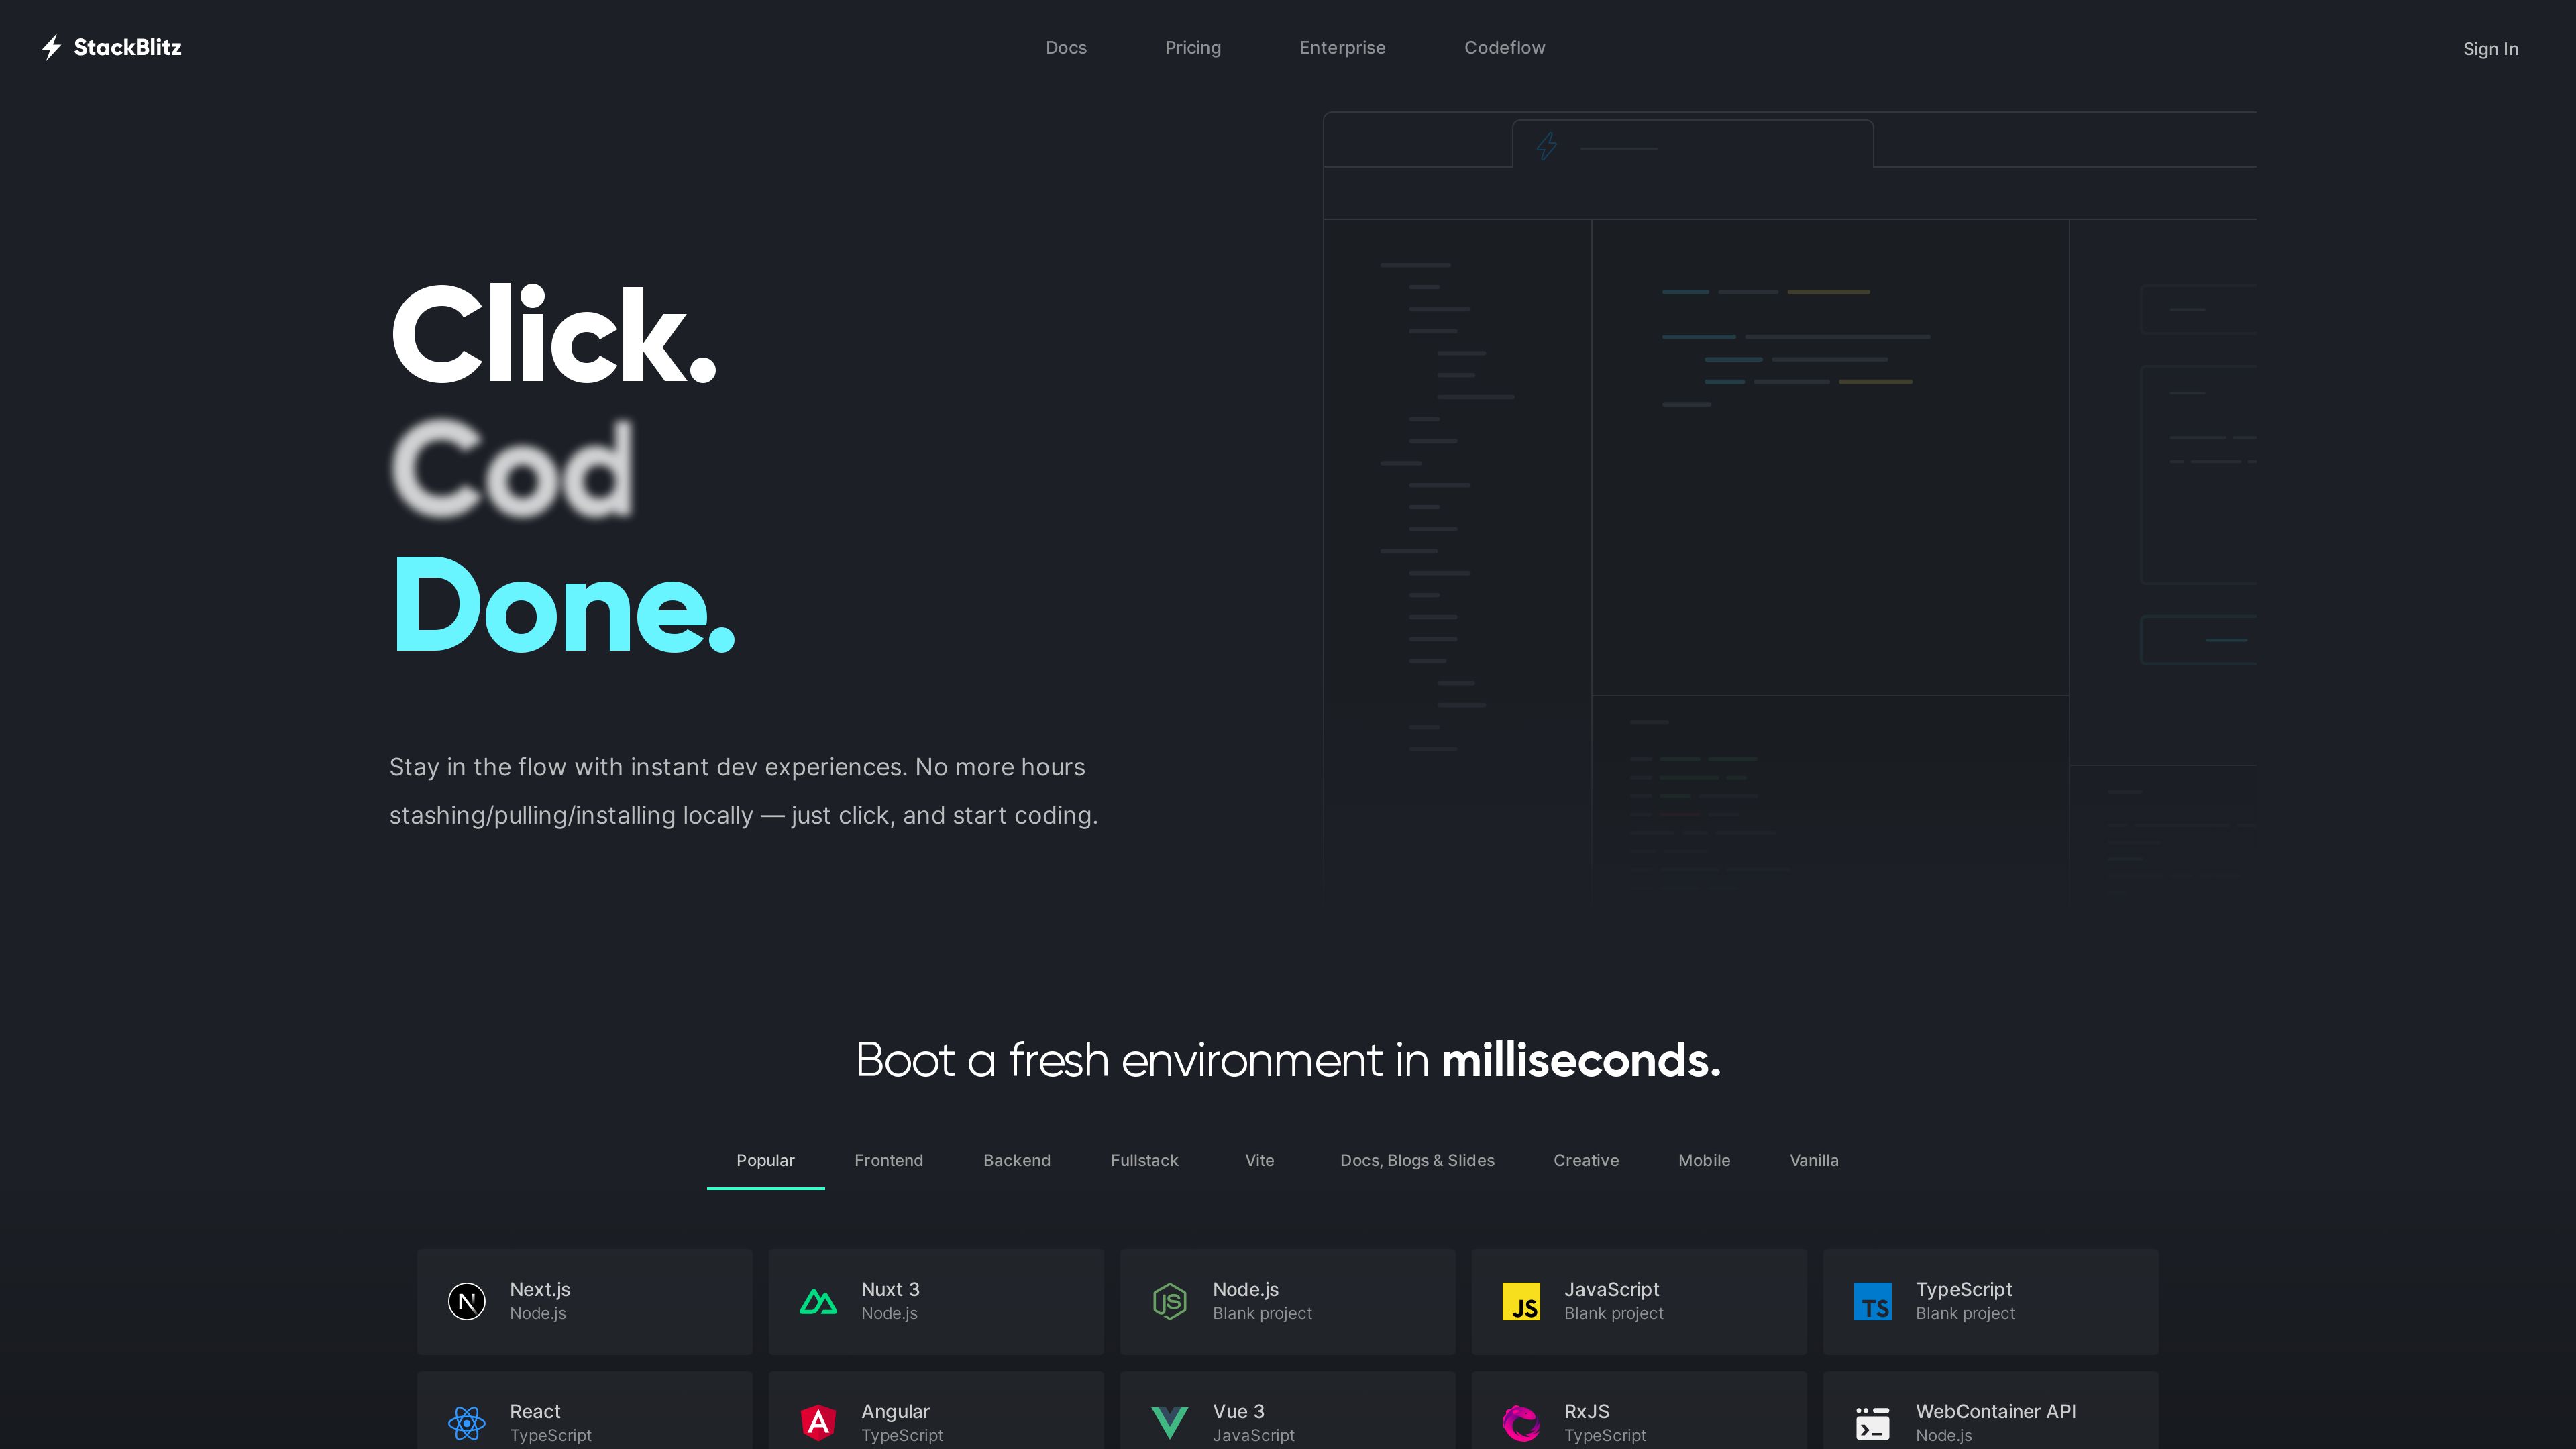 StackBlitz
Docs Pricing Enterprise Codeflow
Sign In
Click.
Cod
Done.
Stay in the flow with instant dev experiences. No more hours
stashing/pulling/installing locally — just click, and start coding.
Boot a fresh environment in milliseconds.
Popular Frontend Backend Fullstack Vite Docs, Blogs & Slides Creative Mobile Vanilla
Next.js
Node.js
Nuxt 3
Node.js
Node.js
Blank project
JavaScript
Blank project
TypeScript
Blank project
React
TypeScript
Angular
TypeScript
Vue 3
JavaScript
RxJS
TypeScript
WebContainer API
Node.js